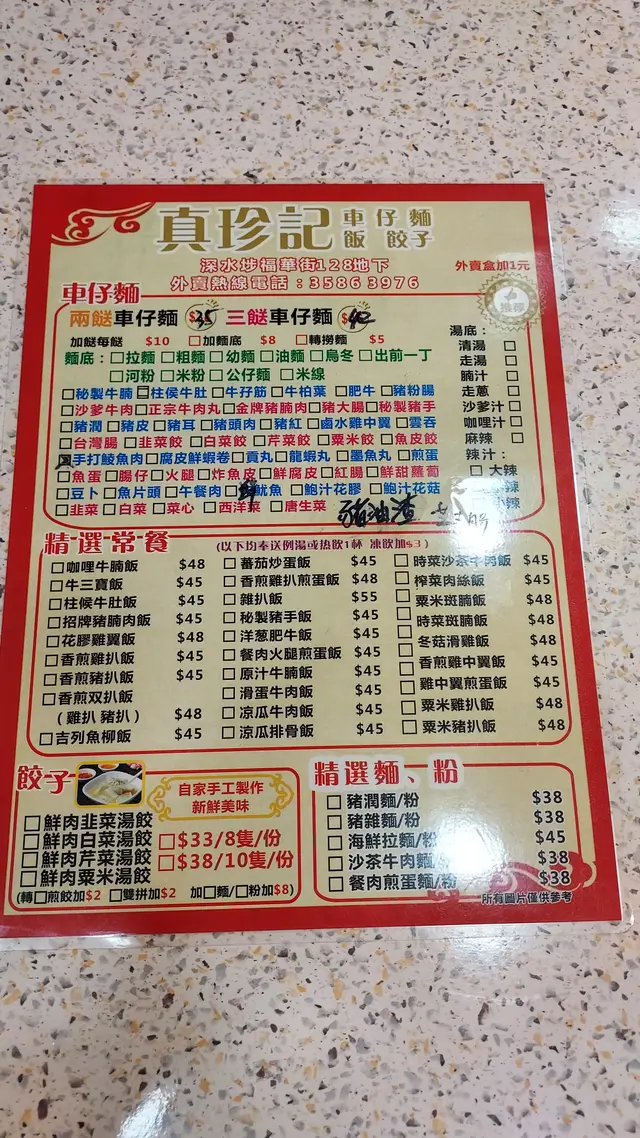 真珍記 車仔麵
飯 餃子
深水埗福華街128地下
外賣熱線電話：35863976
外賣盒加1元
推薦
車仔麵
兩餸車仔麵 $35 三餸車仔麵 $42
加餸每餸 $10 □加麵底 $8 □轉撈麵 $5
麵底：□拉麵 □粗麵 □幼麵 □油麵 □烏冬 □出前一丁
□河粉 □米粉 □公仔麵 □米線
□秘製牛腩 □柱侯牛肚 □牛孖筋 □牛柏葉 □肥牛 □豬粉腸
□沙爹牛肉 □正宗牛肉丸 □金牌豬腩肉 □豬大腸 □秘製豬手
□豬潤 □豬皮 □豬耳 □豬頭肉 □豬紅 □鹵水雞中翼 □雲吞
□台灣腸 □韭菜餃 □白菜餃 □芹菜餃 □粟米餃 □魚皮餃
□手打鯪魚肉 □腐皮鮮蝦卷 □貢丸 □龍蝦丸 □墨魚丸 □煎蛋
□魚蛋 □腸仔 □火腿 □炸魚皮 □鮮腐皮 □紅腸 □鮮甜蘿蔔
□豆卜 □魚片頭 □午餐肉 魷魚 □鮑汁花膠 □鮑汁花菇
□韭菜 □白菜 □菜心 □西洋菜 □唐生菜 豬油渣
湯底：
清湯 □
走湯 □
腩汁 □
走蔥 □
沙爹汁 □
咖哩汁 □
麻辣 □
辣汁：
□ 大辣
辣
小辣
精選常餐 (以下均奉送例湯或热飲1杯 凍飲加$3)
□咖哩牛腩飯 $48
□牛三寶飯 $45
□柱候牛肚飯 $45
□招牌豬腩肉飯 $45
□花膠雞翼飯 $48
□香煎雞扒飯 $45
□香煎豬扒飯 $45
□香煎双扒飯
(雞扒 豬扒) $48
□吉列魚柳飯 $45
□蕃茄炒蛋飯 $45
□香煎雞扒煎蛋飯 $48
□雜扒飯 $55
□秘製豬手飯 $45
□洋葱肥牛飯 $45
□餐肉火腿煎蛋飯 $45
□原汁牛腩飯 $45
□滑蛋牛肉飯 $45
□凉瓜牛肉飯 $45
□凉瓜排骨飯 $45
□時菜沙茶牛肉飯 $45
□榨菜肉絲飯 $45
□粟米斑腩飯 $48
□時菜斑腩飯 $48
□冬菇滑雞飯 $48
□香煎雞中翼飯 $45
□雞中翼煎蛋飯 $45
□粟米雞扒飯 $48
□粟米豬扒飯 $48
餃子
自家手工製作
新鮮美味
□鮮肉韭菜湯餃
□鮮肉白菜湯餃
□鮮肉芹菜湯餃
□鮮肉粟米湯餃
□$33/8隻/份
□$38/10隻/份
(轉□煎餃加$2 □雙拼加$2 加□麵/□粉加$8)
精選麵、粉
□豬潤麵/粉 $38
□豬雜麵/粉 $38
□海鮮拉麵/粉 $45
□沙茶牛肉麵/粉 $38
□餐肉煎蛋麵/粉 $38
所有圖片僅供參考